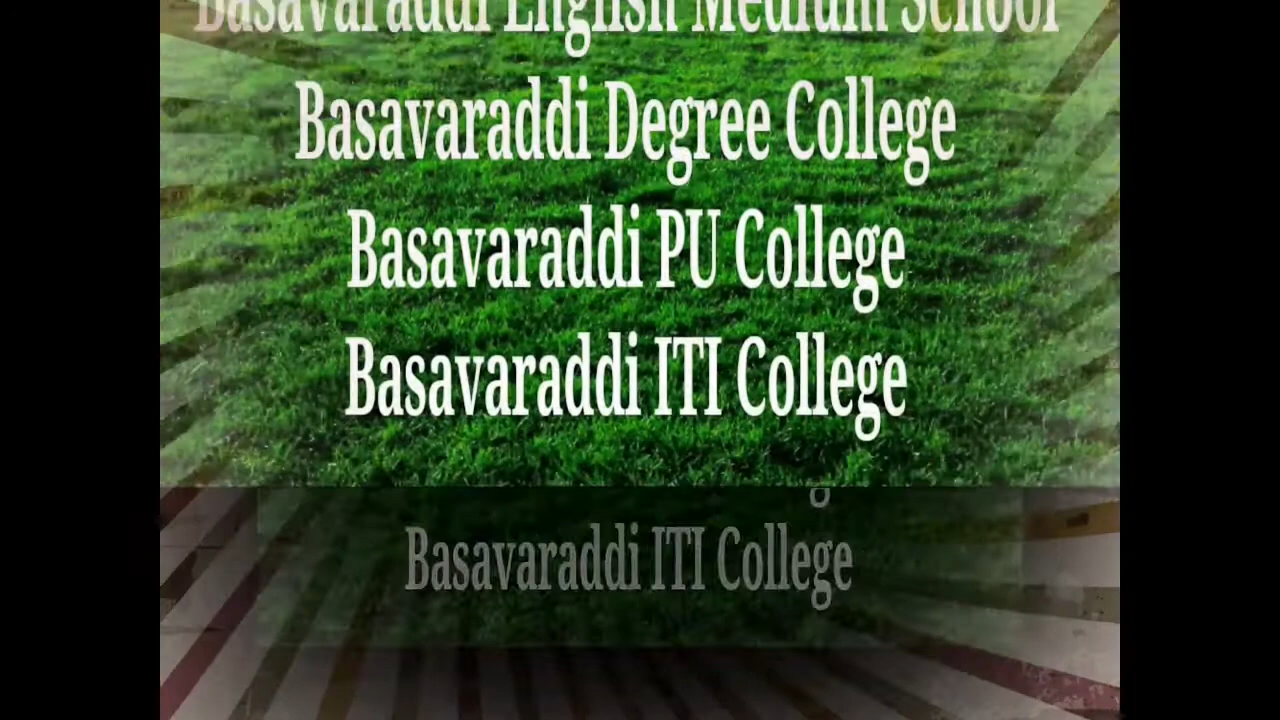 Basavaraddi English Medium School
Basavaraddi Degree College
Basavaraddi PU College
Basavaraddi ITI College
Basavaraddi ITI College